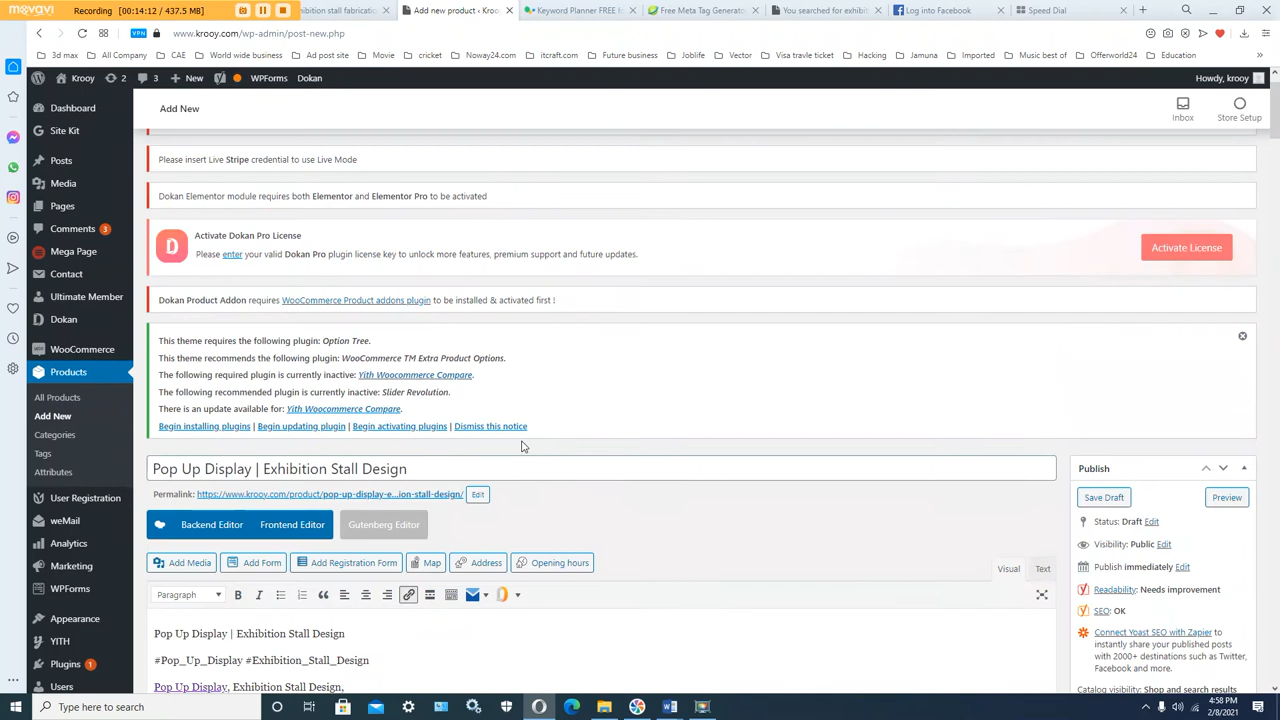 movavi
Recording
00:14:12 / 437.5 MB
hibition stall fabrication
Add new product ‹ Krooy
Keyword Planner FREE fo
Free Meta Tag Generator
You searched for exhibit
Log into Facebook
Speed Dial
VPN
www.krooy.com/wp-admin/post-new.php
3d max
All Company
CAE
World wide business
Ad post site
Movie
cricket
Noway24.com
itcraft.com
Future business
Joblife
Vector
Visa travle ticket
Hacking
Jamuna
Imported
Music best of
Offerworld24
Education
Krooy
2
3
New
WPForms
Dokan
Howdy, krooy
Dashboard
Site Kit
Posts
Media
Pages
Comments 3
Mega Page
Contact
Ultimate Member
Dokan
WooCommerce
Products
All Products
Add New
Categories
Tags
Attributes
User Registration
weMail
Analytics
Marketing
WPForms
Appearance
YITH
Plugins 1
Users
Add New
Inbox
Store Setup
Please insert Live Stripe credential to use Live Mode
Dokan Elementor module requires both Elementor and Elementor Pro to be activated
Activate Dokan Pro License
Please enter your valid Dokan Pro plugin license key to unlock more features, premium support and future updates.
Activate License
Dokan Product Addon requires WooCommerce Product addons plugin to be installed & activated first !
This theme requires the following plugin: Option Tree.
This theme recommends the following plugin: WooCommerce TM Extra Product Options.
The following required plugin is currently inactive: Yith Woocommerce Compare.
The following recommended plugin is currently inactive: Slider Revolution.
There is an update available for: Yith Woocommerce Compare.
Begin installing plugins | Begin updating plugin | Begin activating plugins | Dismiss this notice
Pop Up Display | Exhibition Stall Design
Permalink: https://www.krooy.com/product/pop-up-display-e...ion-stall-design/ Edit
Backend Editor
Frontend Editor
Gutenberg Editor
Add Media
Add Form
Add Registration Form
Map
Address
Opening hours
Visual
Text
Paragraph
Pop Up Display | Exhibition Stall Design
#Pop_Up_Display #Exhibition_Stall_Design
Pop Up Display, Exhibition Stall Design,
Publish
Save Draft
Preview
Status: Draft Edit
Visibility: Public Edit
Publish immediately Edit
Readability: Needs improvement
SEO: OK
Connect Yoast SEO with Zapier to
instantly share your published posts
with 2000+ destinations such as Twitter,
Facebook and more.
Catalog visibility: Shop and search results
Type here to search
4:58 PM
2/8/2021